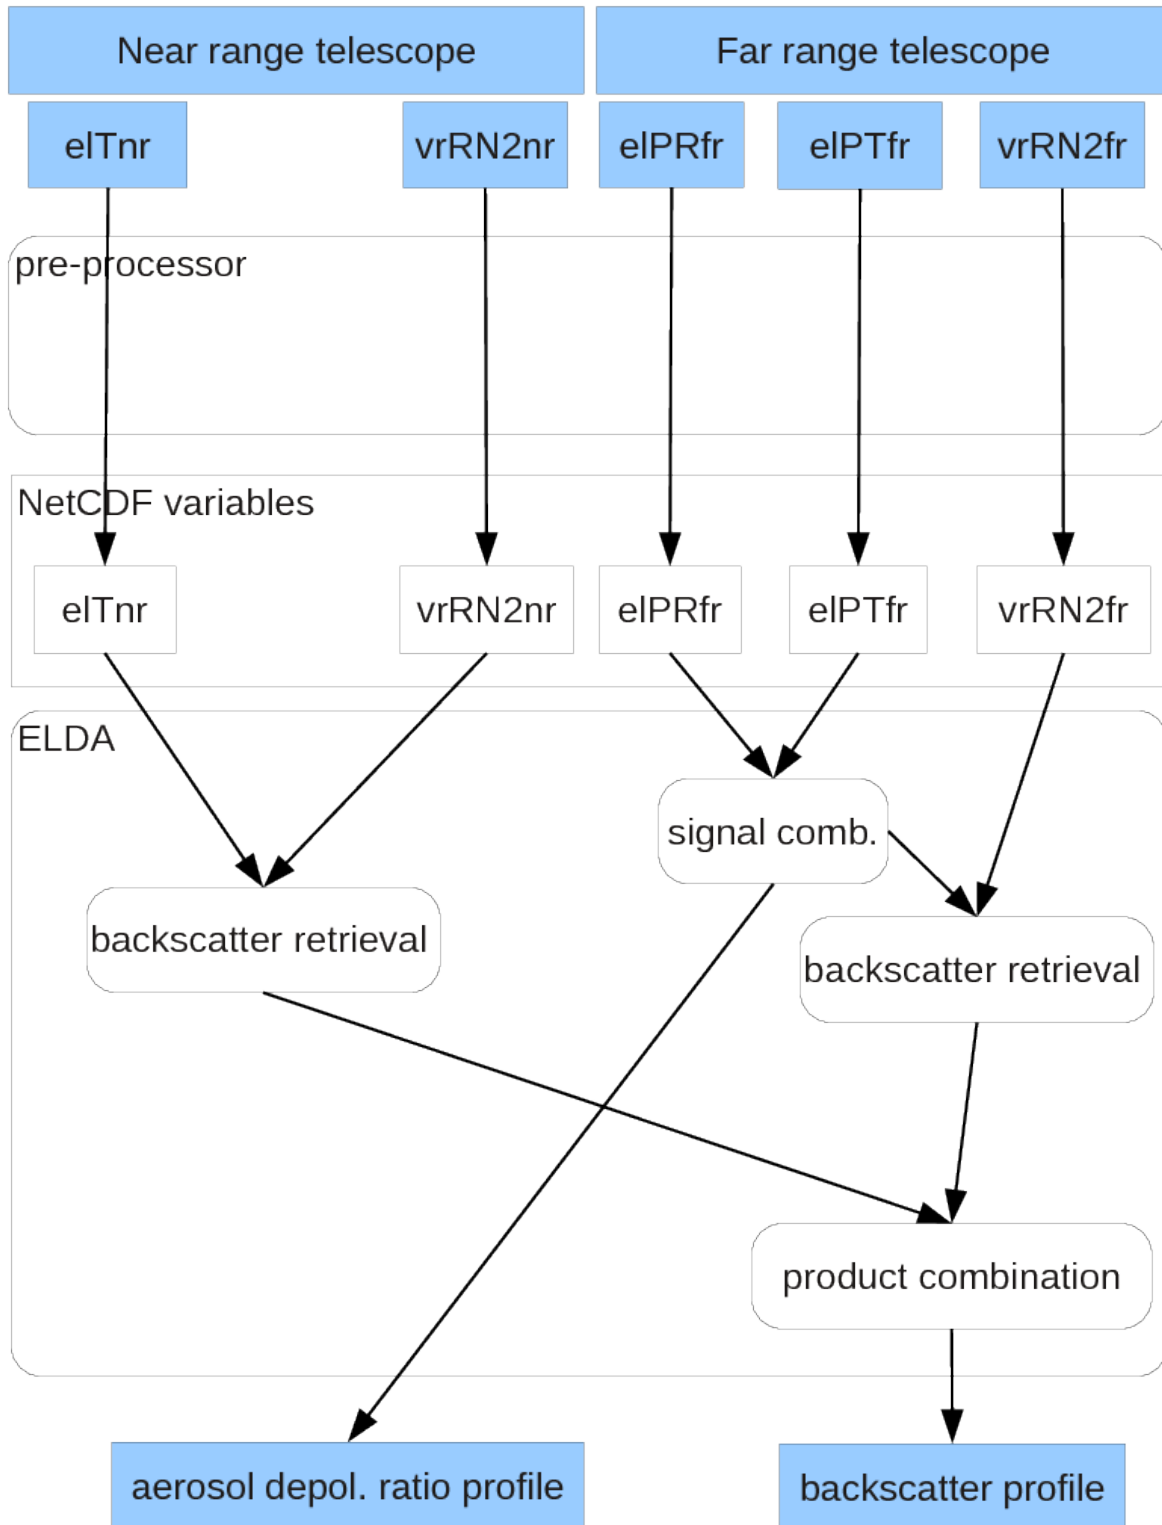 Near range telescope
Far range telescope
elTnr
vrRN2nr
elPRfr
elPTfr
vrRN2fr
pre-processor
NetCDF variables
elTnr
vrRN2nr
elPRfr
elPTfr
vrRN2fr
ELDA
signal comb.
backscatter retrieval
backscatter retrieval
product combination
aerosol depol. ratio profile
backscatter profile